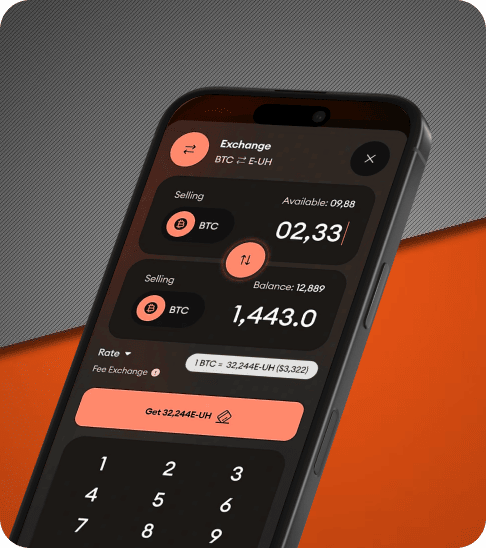 Exchange
BTC ⇄ E-UH
Selling
Available: 09,88
BTC
02,33
Selling
Balance: 12,889
BTC
1,443.0
Rate
1 BTC = 32,244E-UH ($3,322)
Fee Exchange
Get 32,244E-UH
1 2 3
4 5 6
7 8 9